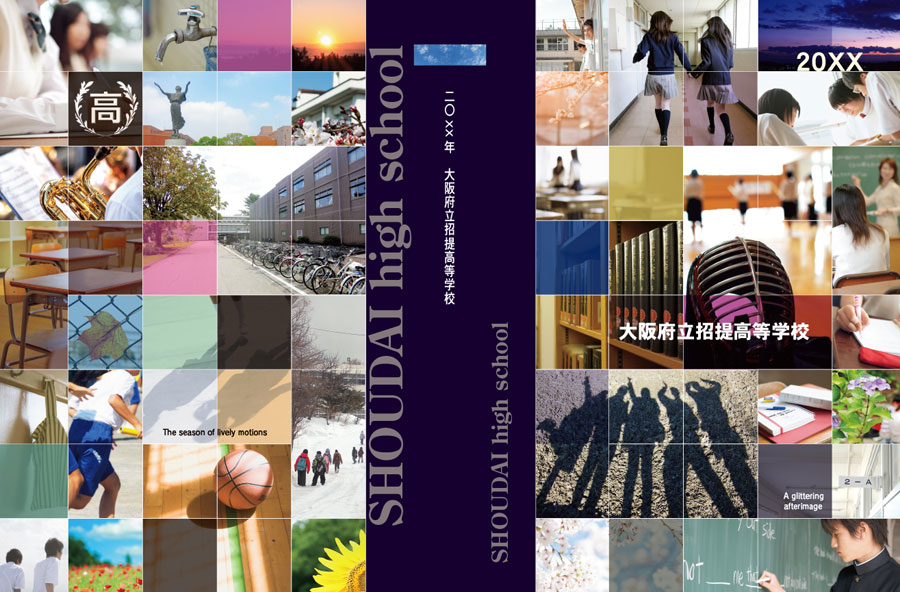 高
The season of lively motions
SHOUDAI high school
二〇××年 大阪府立招提高等学校
SHOUDAI high school
20XX
大阪府立招提高等学校
2-A
A glittering
afterimage